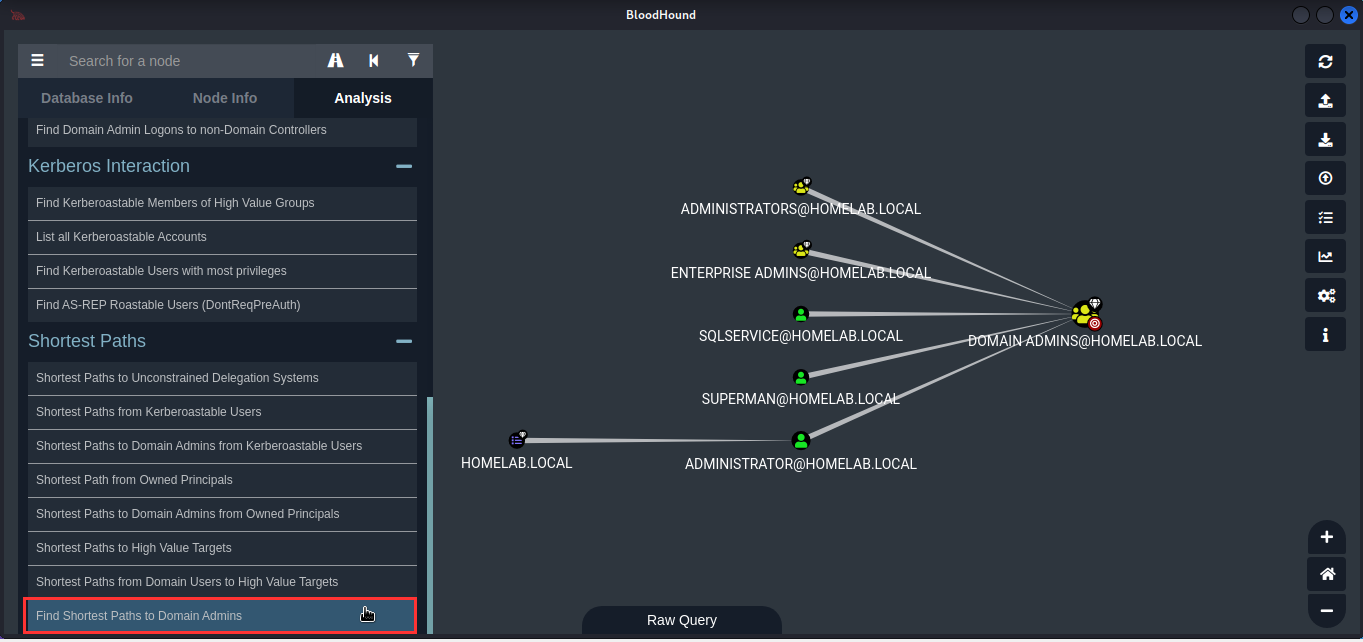 BloodHound
Search for a node
Database Info
Node Info
Analysis
Find Domain Admin Logons to non-Domain Controllers
Kerberos Interaction
Find Kerberoastable Members of High Value Groups
List all Kerberoastable Accounts
Find Kerberoastable Users with most privileges
Find AS-REP Roastable Users (DontReqPreAuth)
Shortest Paths
Shortest Paths to Unconstrained Delegation Systems
Shortest Paths from Kerberoastable Users
Shortest Paths to Domain Admins from Kerberoastable Users
Shortest Path from Owned Principals
Shortest Paths to Domain Admins from Owned Principals
Shortest Paths to High Value Targets
Shortest Paths from Domain Users to High Value Targets
Find Shortest Paths to Domain Admins
ADMINISTRATORS@HOMELAB.LOCAL
ENTERPRISE ADMINS@HOMELAB.LOCAL
SQLSERVICE@HOMELAB.LOCAL
DOMAIN ADMINS@HOMELAB.LOCAL
SUPERMAN@HOMELAB.LOCAL
HOMELAB.LOCAL
ADMINISTRATOR@HOMELAB.LOCAL
Raw Query